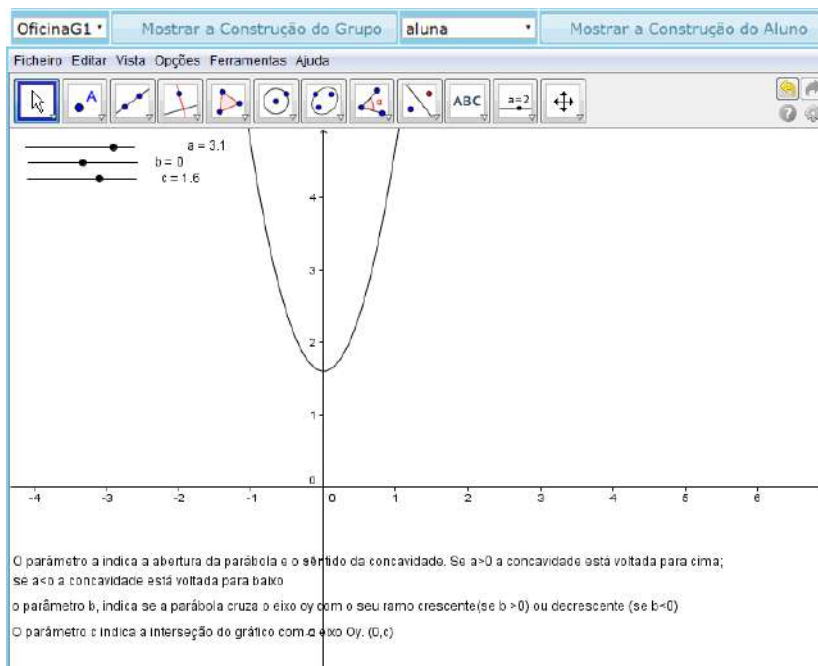 OficinaG1 Mostrar a Construção do Grupo aluna Mostrar a Construção do Aluno
Ficheiro Editar Vista Opções Ferramentas Ajuda
A ABC a=2
a = 3.1
b = 0
c = 1.6
4
3
2
1
0
-4 -3 -2 -1 0 1 2 3 4 5 6
O parâmetro a indica a abertura da parábola e o sentido da concavidade. Se a>0 a concavidade está voltada para cima;
se a<o a concavidade está voltada para baixo
o parâmetro b, indica se a parábola cruza o eixo oy com o seu ramo crescente(se b >0) ou decrescente (se b<0)
O parâmetro c indica a interseção do gráfico com o eixo Oy. (0,c)